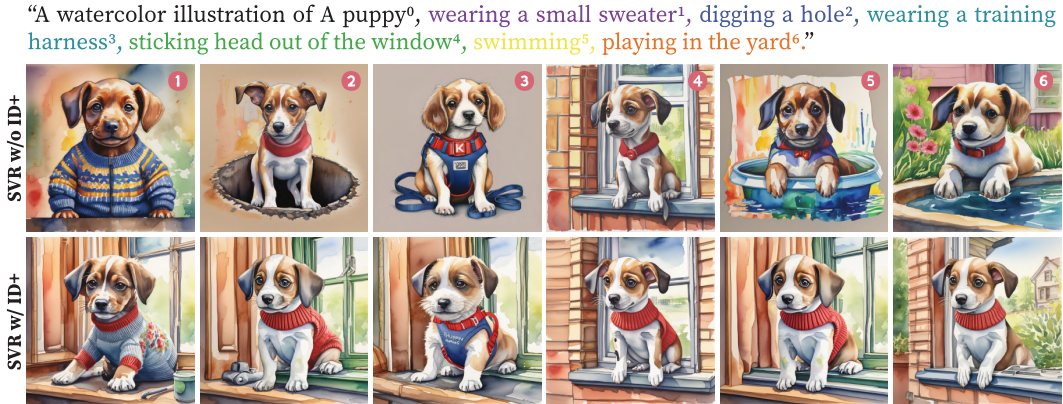 “A watercolor illustration of A puppy⁰, wearing a small sweater¹, digging a hole², wearing a training
harness³, sticking head out of the window⁴, swimming⁵, playing in the yard⁶.”
SVR w/o ID+
1
2
3
4
5
6
K
SVR w/ ID+